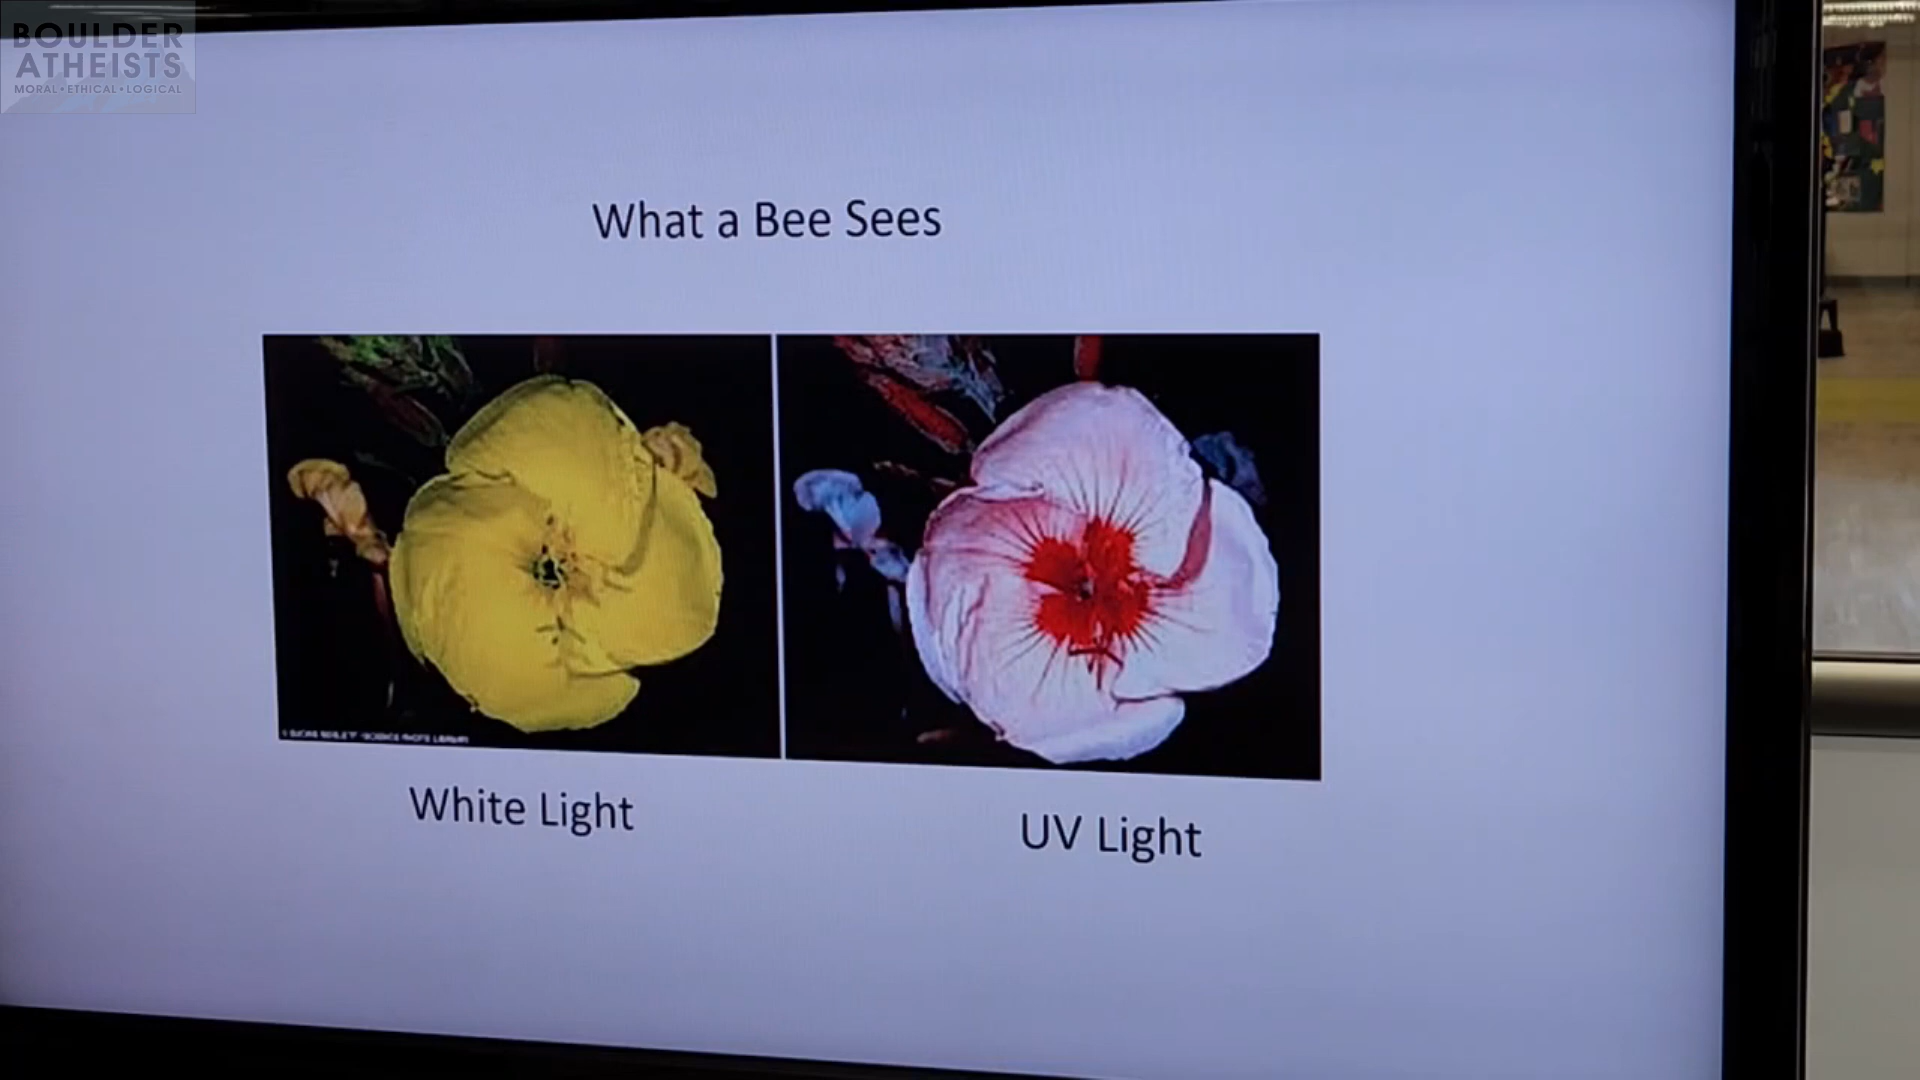 BOULDER
ATHEISTS
MORAL • ETHICAL • LOGICAL
What a Bee Sees
White Light
UV Light